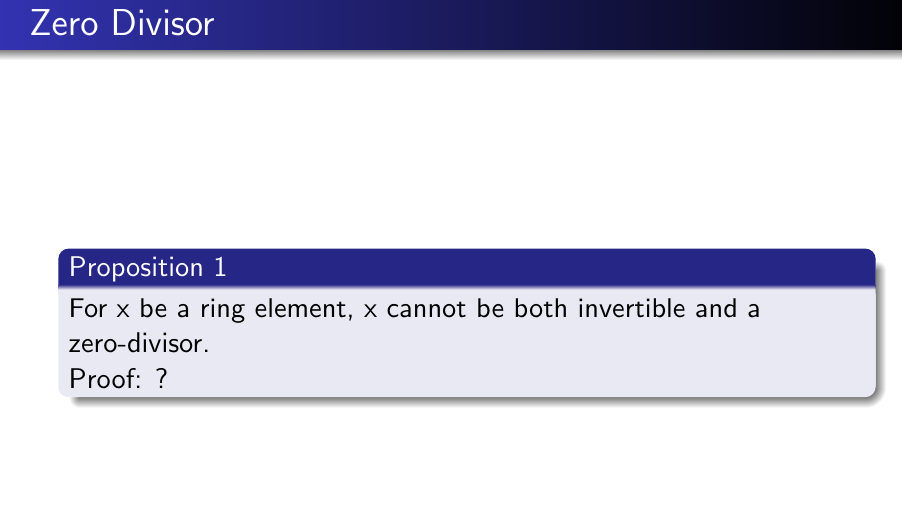 Zero Divisor
Proposition 1
For x be a ring element, x cannot be both invertible and a
zero-divisor.
Proof: ?